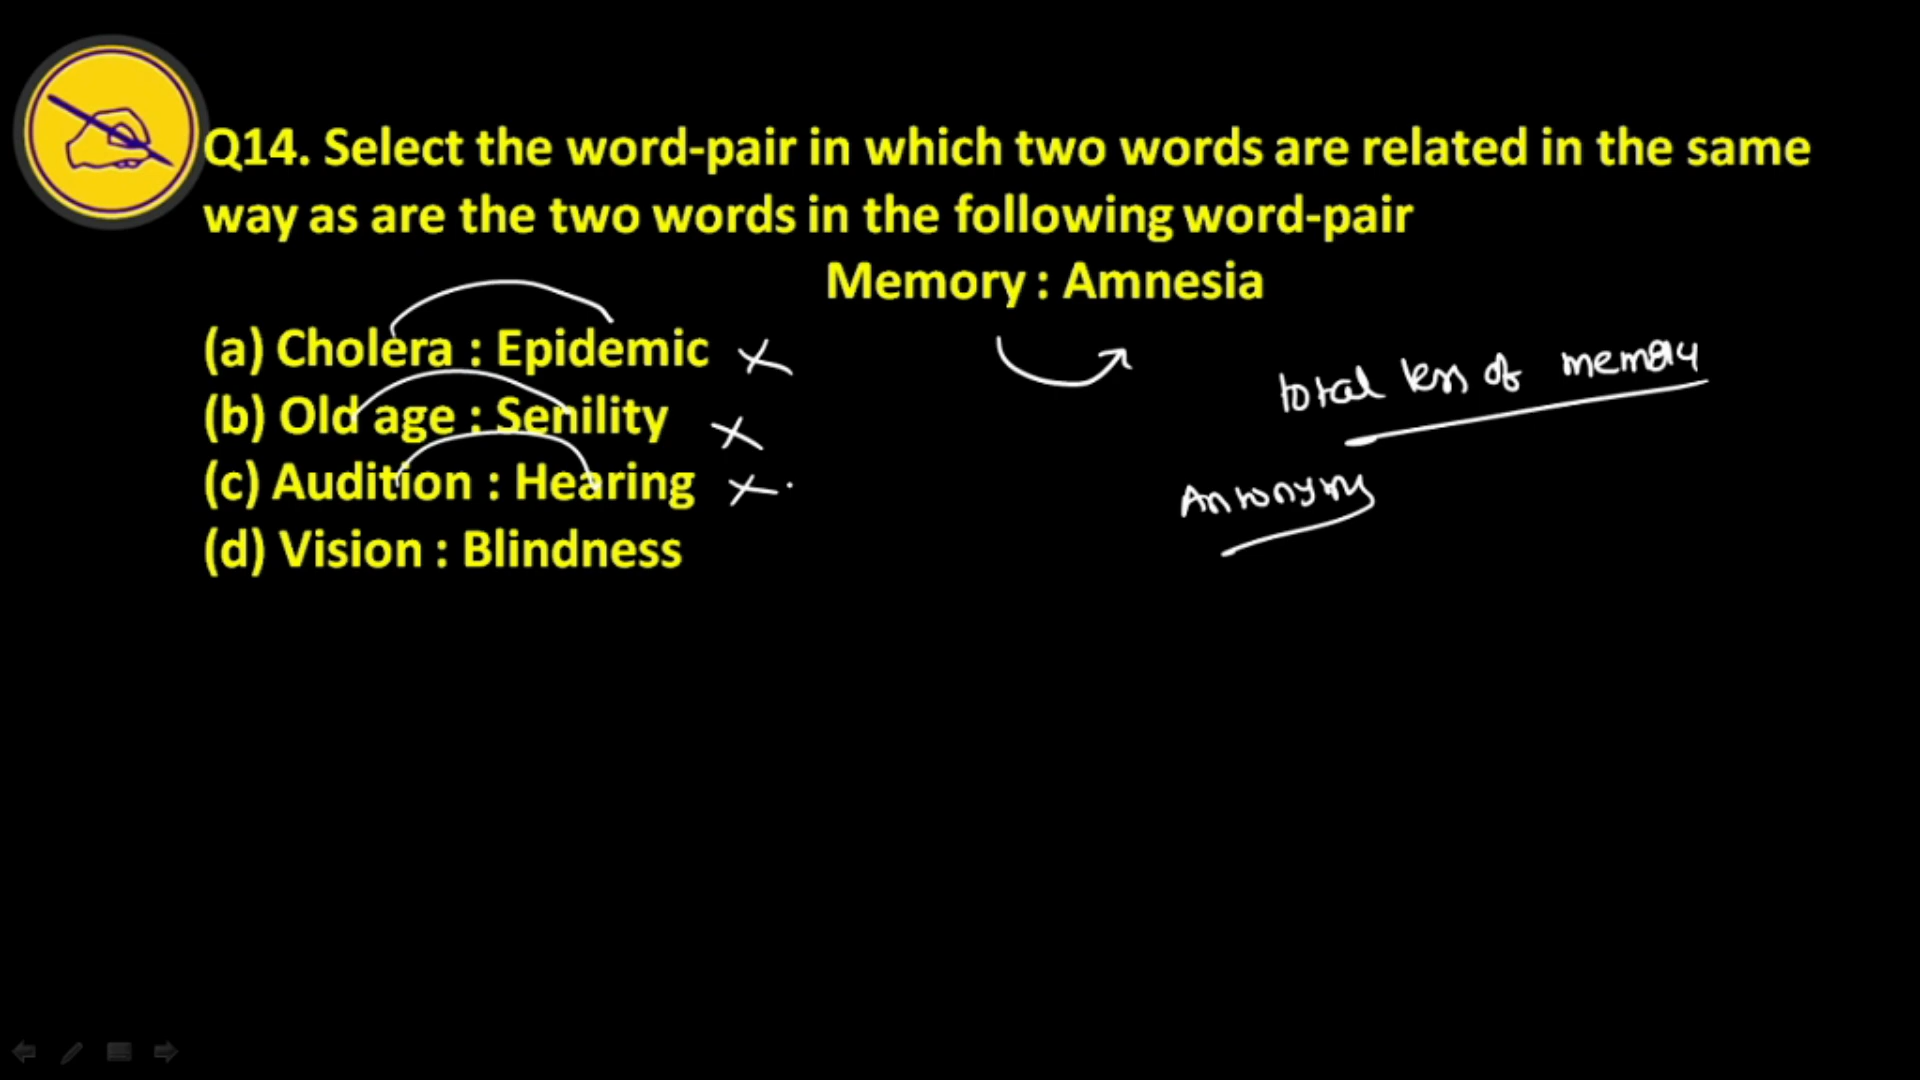 Q14. Select the word-pair in which two words are related in the same
way as are the two words in the following word-pair
Memory : Amnesia
(a) Cholera : Epidemic
(b) Old age : Senility
(c) Audition : Hearing
(d) Vision : Blindness
total loss of memory
Antonyms